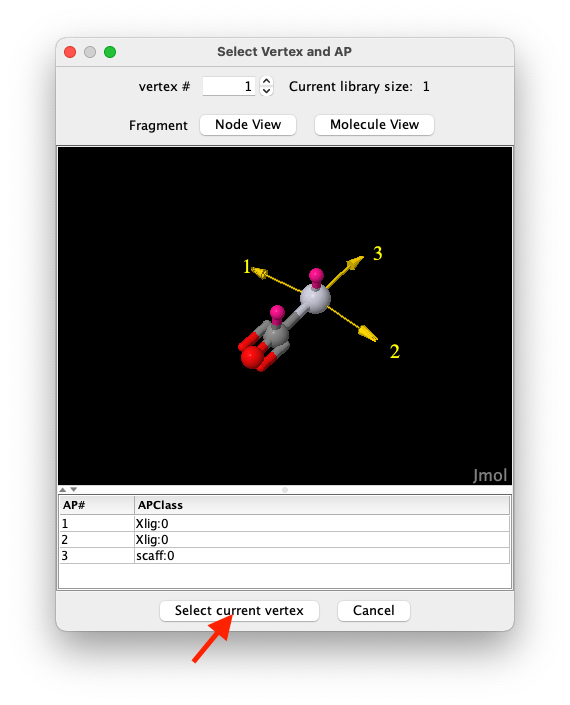 Select Vertex and AP
vertex # 1 Current library size: 1
Fragment Node View Molecule View
1
3
2
Jmol
AP# APClass
1 Xlig:0
2 Xlig:0
3 scaff:0
Select current vertex Cancel